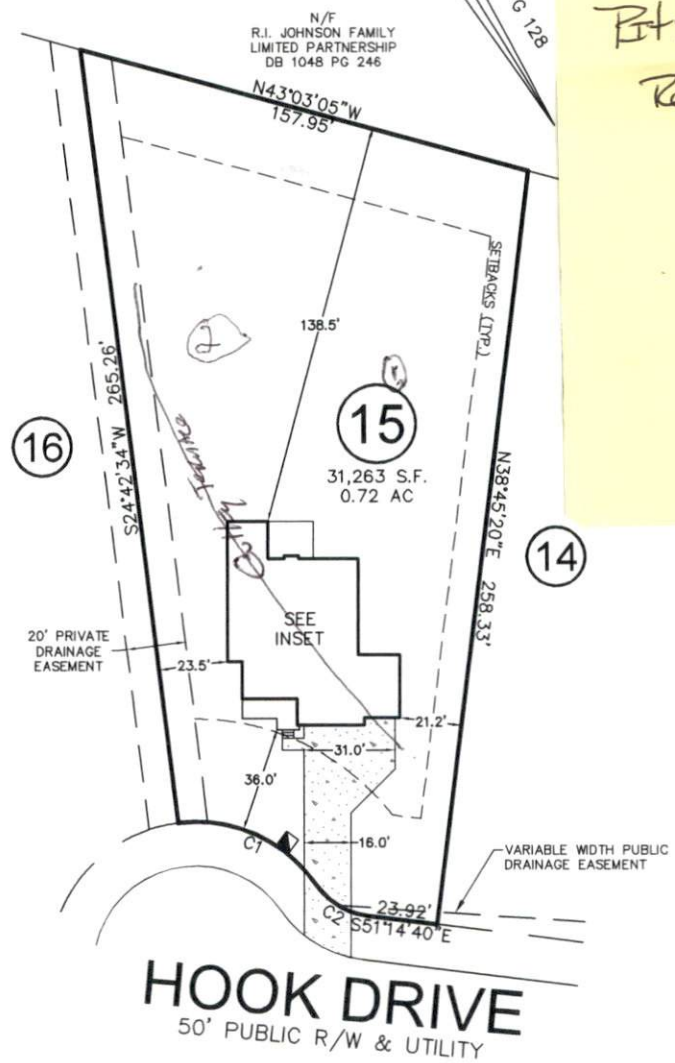 N/F
R.I. JOHNSON FAMILY
LIMITED PARTNERSHIP
DB 1048 PG 246
G 128
N43°03'05"W
157.95'
SETBACKS (TYP.)
2
138.5'
15
31,263 S.F.
0.72 AC
16
S24°42'34"W 265.26'
N38°45'20"E 258.33'
14
SEE
INSET
20' PRIVATE
DRAINAGE
EASEMENT
23.5'
21.2'
31.0'
36.0'
16.0'
C1
VARIABLE WIDTH PUBLIC
DRAINAGE EASEMENT
C2
23.92'
S51°14'40"E
HOOK DRIVE
50' PUBLIC R/W & UTILITY